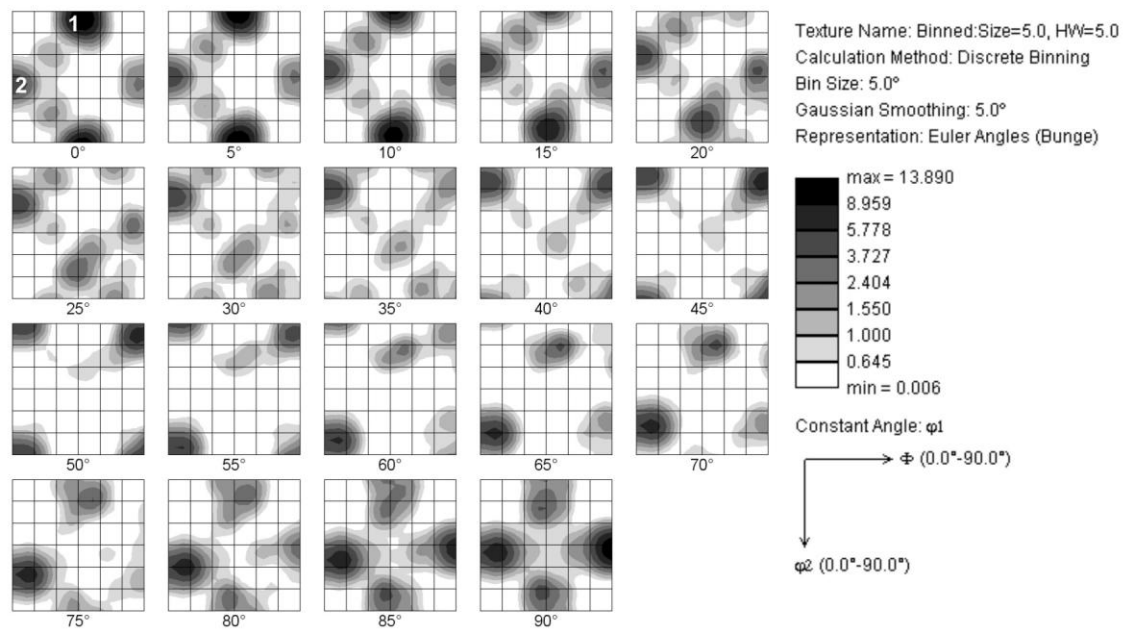 1
2
0°
5°
10°
15°
20°
25°
30°
35°
40°
45°
50°
55°
60°
65°
70°
75°
80°
85°
90°
Texture Name: Binned:Size=5.0, HW=5.0
Calculation Method: Discrete Binning
Bin Size: 5.0°
Gaussian Smoothing: 5.0°
Representation: Euler Angles (Bunge)
max = 13.890
8.959
5.778
3.727
2.404
1.550
1.000
0.645
min = 0.006
Constant Angle: φ1
Φ (0.0°-90.0°)
φ2 (0.0°-90.0°)